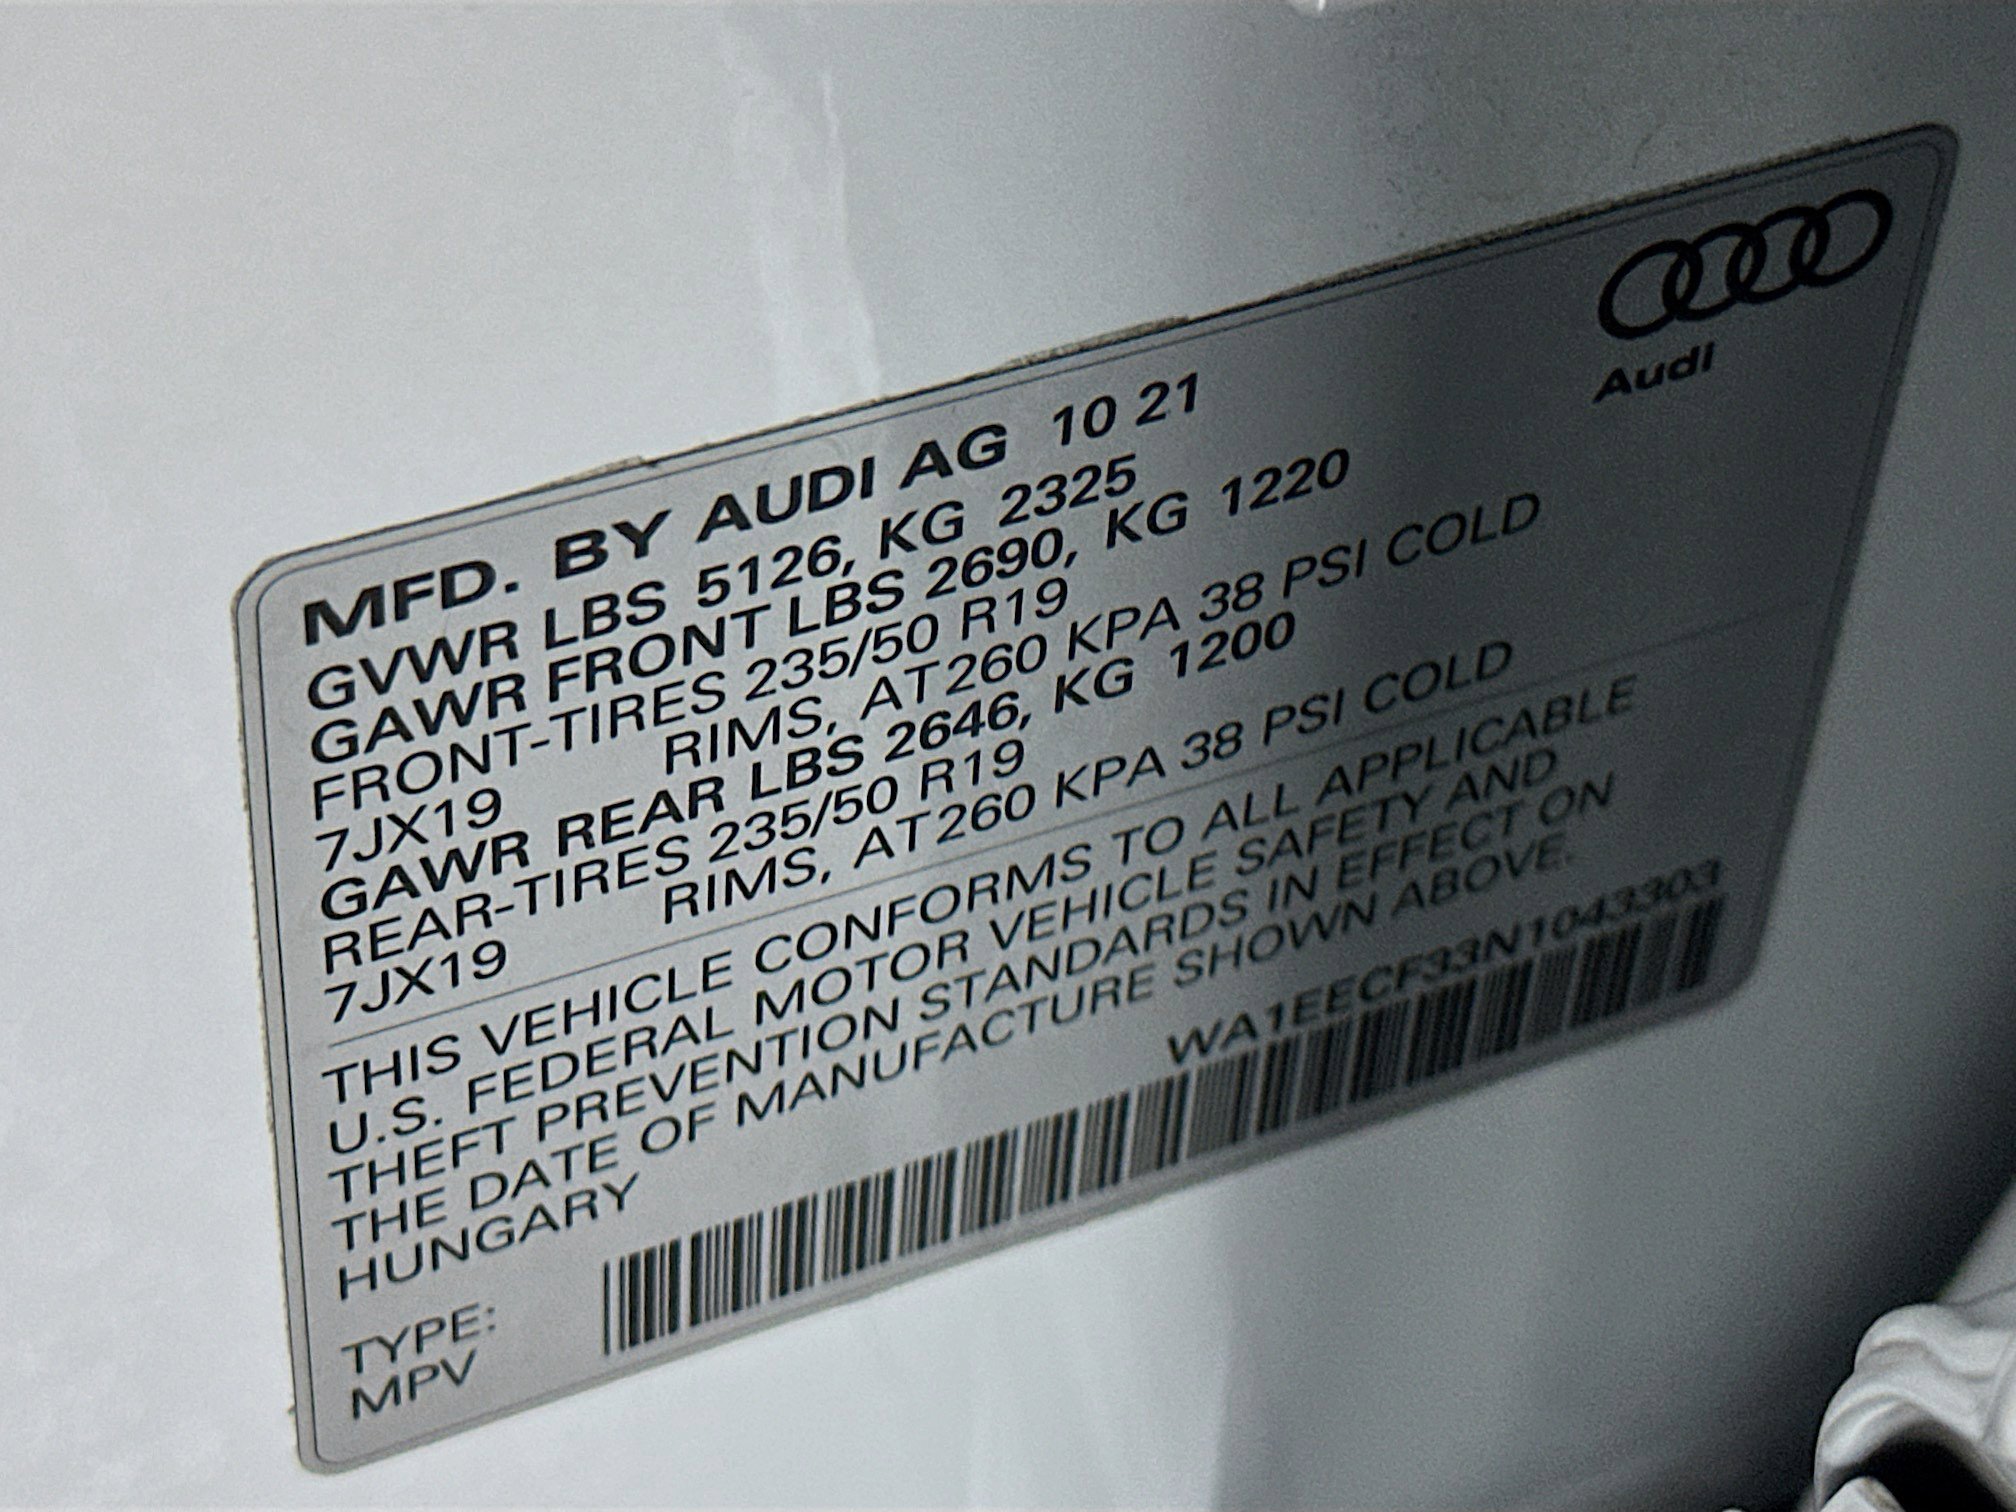 Audi
MFD. BY AUDI AG 10 21
GVWR LBS 5126, KG 2325
GAWR FRONT LBS 2690, KG 1220
FRONT-TIRES 235/50 R19
7JX19 RIMS, AT260 KPA 38 PSI COLD
GAWR REAR LBS 2646, KG 1200
REAR-TIRES 235/50 R19
7JX19 RIMS, AT260 KPA 38 PSI COLD
THIS VEHICLE CONFORMS TO ALL APPLICABLE
U.S. FEDERAL MOTOR VEHICLE SAFETY AND
THEFT PREVENTION STANDARDS IN EFFECT ON
THE DATE OF MANUFACTURE SHOWN ABOVE.
HUNGARY
WA1EECF33N1043303
TYPE:
MPV